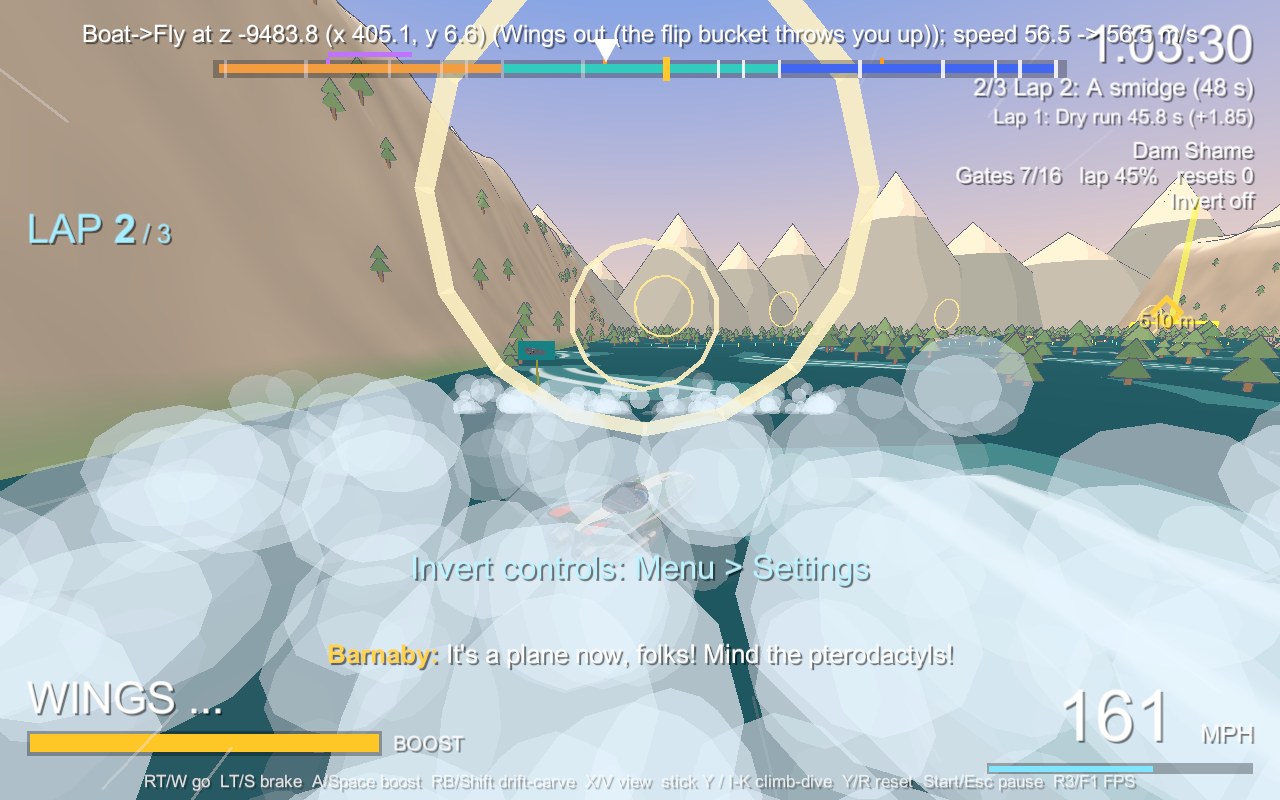 Boat->Fly at z -9483.8 (x 405.1, y 6.6) (Wings out (the flip bucket throws you up)); speed 56.5 -> 56.5 m/s
1:03.30
2/3 Lap 2: A smidge (48 s)
Lap 1: Dry run 45.8 s (+1.85)
Dam Shame
Gates 7/16 lap 45% resets 0
Invert off
LAP 2 / 3
510 m
Invert controls: Menu > Settings
Barnaby: It's a plane now, folks! Mind the pterodactyls!
WINGS ...
BOOST
161 MPH
RT/W go LT/S brake A/Space boost RB/Shift drift-carve X/V view stick Y / I-K climb-dive Y/R reset Start/Esc pause R3/F1 FPS